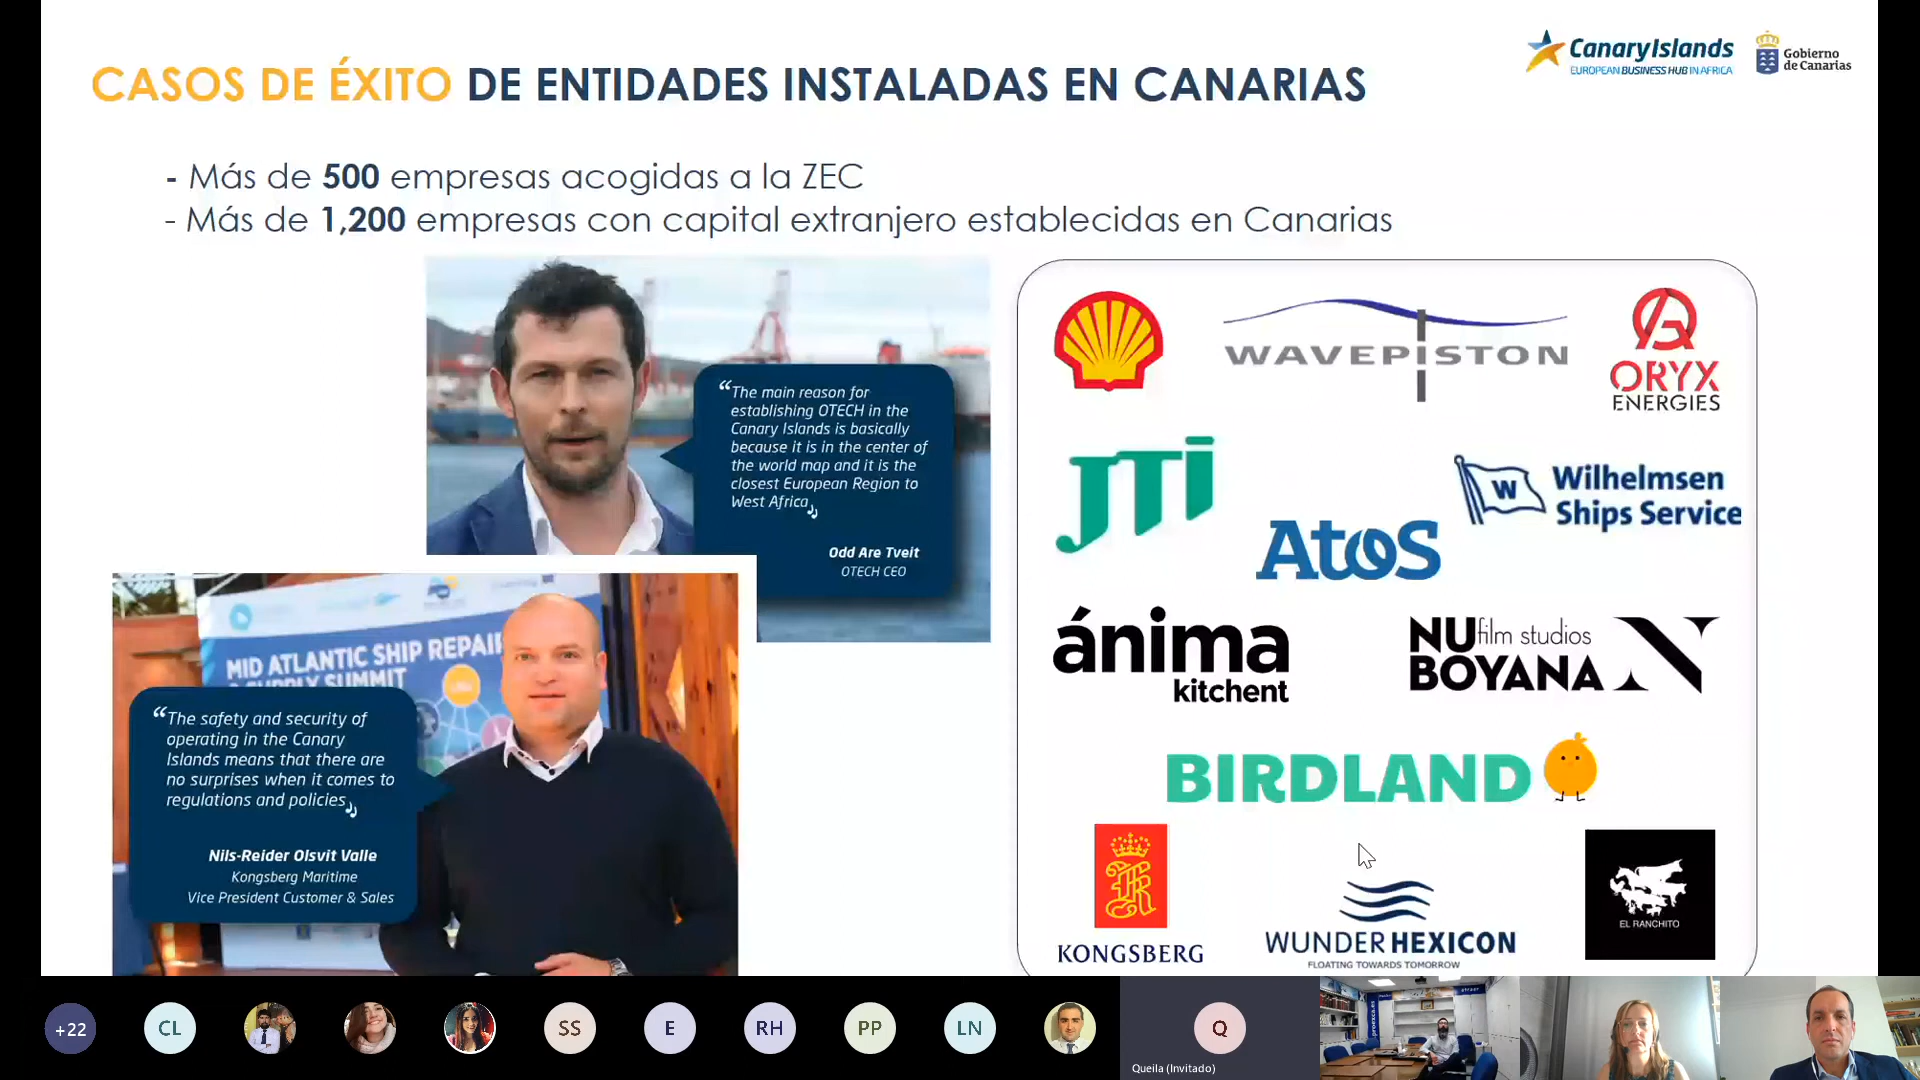 CASOS DE ÉXITO DE ENTIDADES INSTALADAS EN CANARIAS
Canary Islands
EUROPEAN BUSINESS HUB IN AFRICA
Gobierno
de Canarias
- Más de 500 empresas acogidas a la ZEC
- Más de 1,200 empresas con capital extranjero establecidas en Canarias
“The main reason for
establishing OTECH in the
Canary Islands is basically
because it is in the center of
the world map and it is the
closest European Region to
West Africa„
Odd Are Tveit
OTECH CEO
MID ATLANTIC SHIP REPAIR
& SUPPLY SUMMIT
“The safety and security of
operating in the Canary
Islands means that there are
no surprises when it comes to
regulations and policies„
Nils-Reider Olsvit Valle
Kongsberg Maritime
Vice President Customer & Sales
WAVEPISTON
ORYX
ENERGIES
JTi
Wilhelmsen
Ships Service
W
Atos
ánima
kitchent
NU film studios
BOYANA N
BIRDLAND
KONGSBERG
WUNDER HEXICON
FLOATING TOWARDS TOMORROW
EL RANCHITO
+22
CL
SS
E
RH
PP
LN
Q
Queila (Invitado)